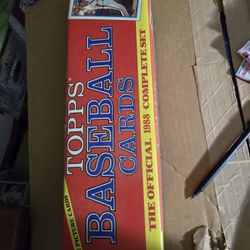 TOPPS
BASEBALL
CARDS
THE OFFICIAL 1988 COMPLETE SET
PICTURE CARDS